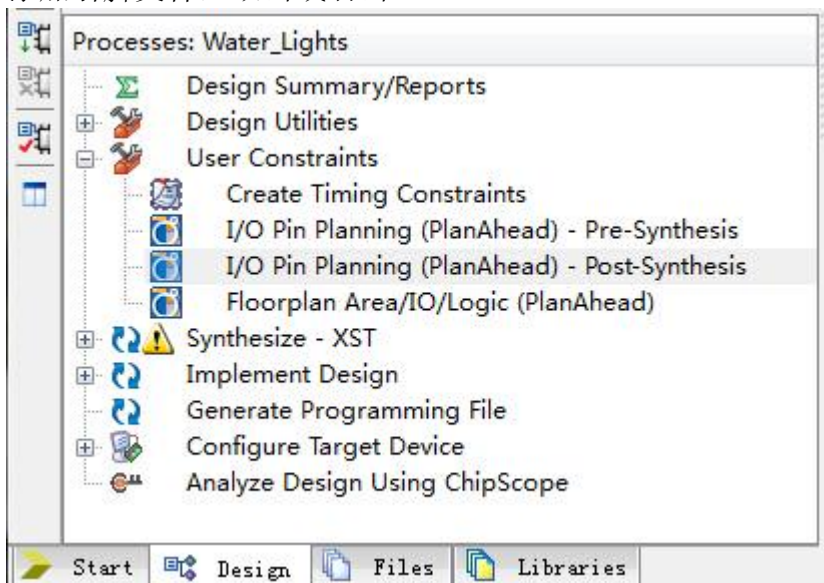 Processes: Water_Lights
Design Summary/Reports
Design Utilities
User Constraints
Create Timing Constraints
I/O Pin Planning (PlanAhead) - Pre-Synthesis
I/O Pin Planning (PlanAhead) - Post-Synthesis
Floorplan Area/IO/Logic (PlanAhead)
Synthesize - XST
Implement Design
Generate Programming File
Configure Target Device
Analyze Design Using ChipScope
Start Design Files Libraries